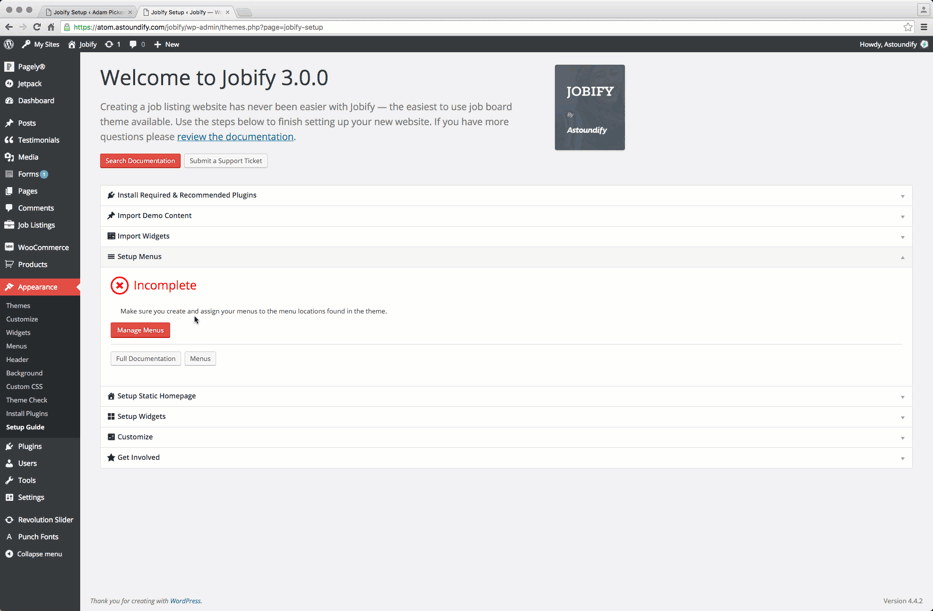 Jobify Setup ‹ Adam Picke
Jobify Setup ‹ Jobify — W
https://atom.astoundify.com/jobify/wp-admin/themes.php?page=jobify-setup
My Sites
Jobify
1
0
New
Howdy, Astoundify
Pagely®
Jetpack
Dashboard
Posts
Testimonials
Media
Forms 1
Pages
Comments
Job Listings
WooCommerce
Products
Appearance
Themes
Customize
Widgets
Menus
Header
Background
Custom CSS
Theme Check
Install Plugins
Setup Guide
Plugins
Users
Tools
Settings
Revolution Slider
Punch Fonts
Collapse menu
Welcome to Jobify 3.0.0
Creating a job listing website has never been easier with Jobify — the easiest to use job board
theme available. Use the steps below to finish setting up your new website. If you have more
questions please review the documentation.
Search Documentation
Submit a Support Ticket
JOBIFY
By
Astoundify
Install Required & Recommended Plugins
Import Demo Content
Import Widgets
Setup Menus
Incomplete
Make sure you create and assign your menus to the menu locations found in the theme.
Manage Menus
Full Documentation
Menus
Setup Static Homepage
Setup Widgets
Customize
Get Involved
Thank you for creating with WordPress.
Version 4.4.2